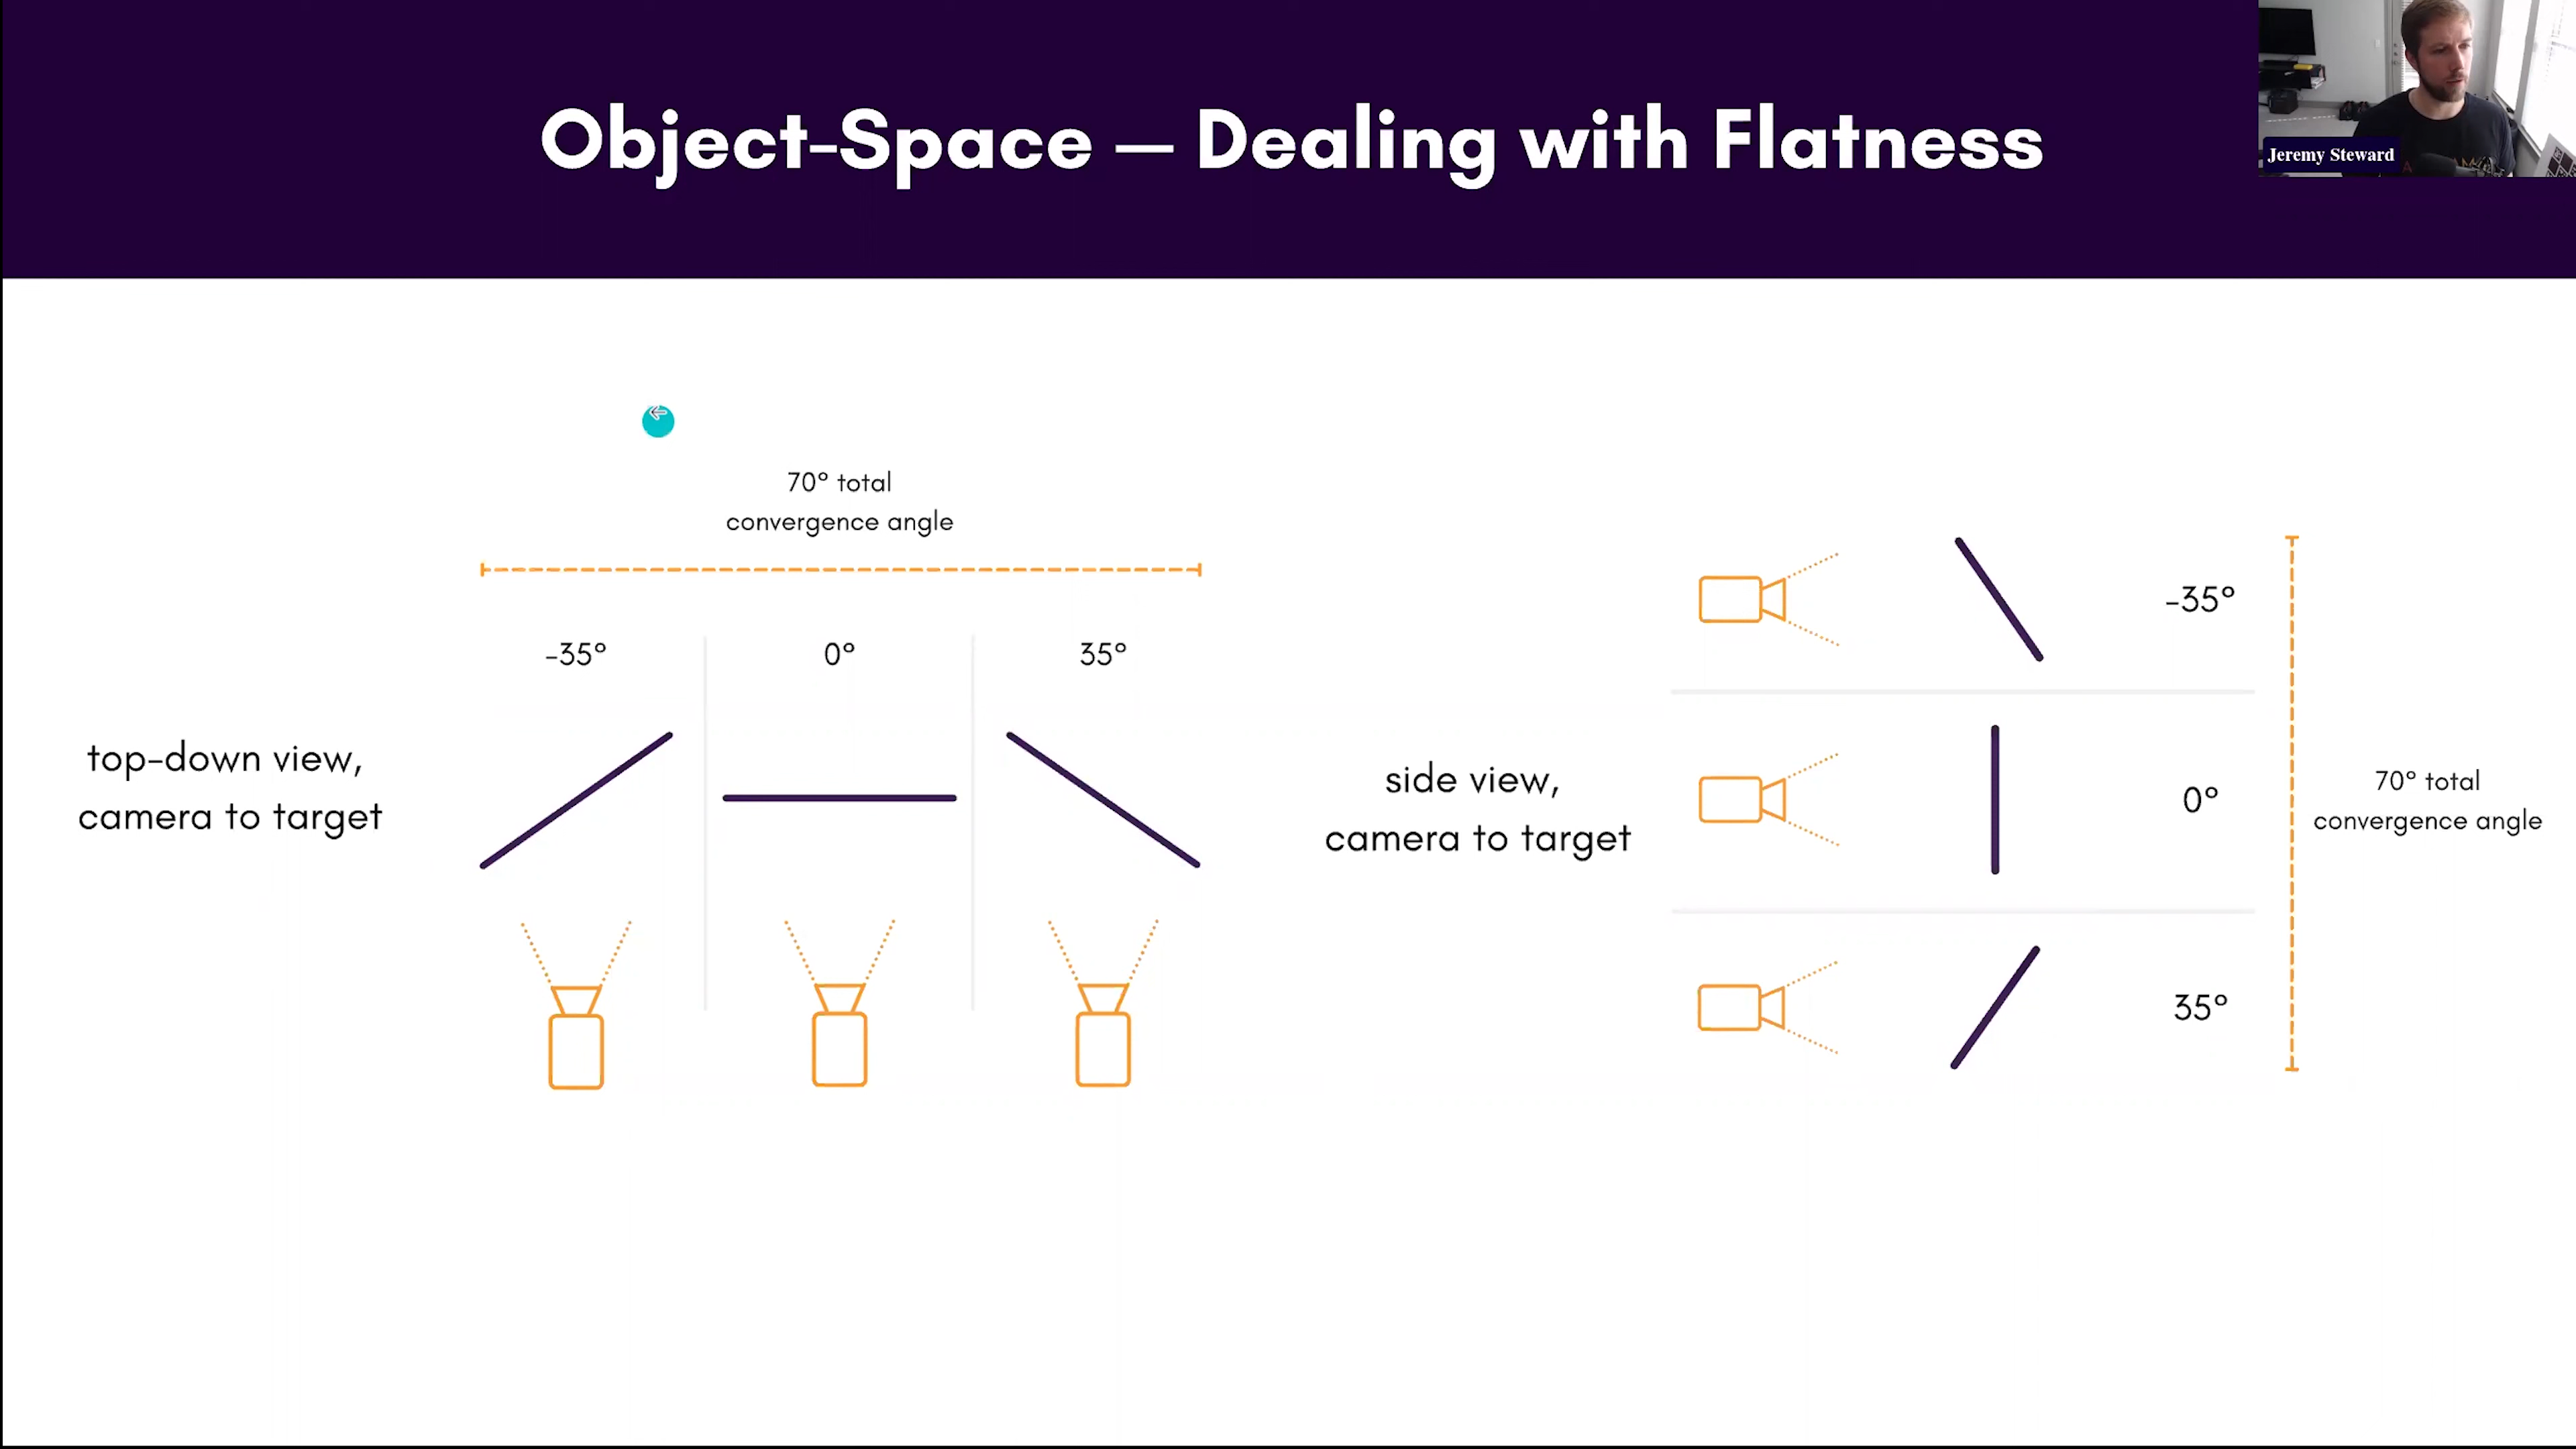 Object-Space — Dealing with Flatness
Jeremy Steward
70° total
convergence angle
-35°
0°
35°
top-down view,
camera to target
side view,
camera to target
-35°
0°
35°
70° total
convergence angle